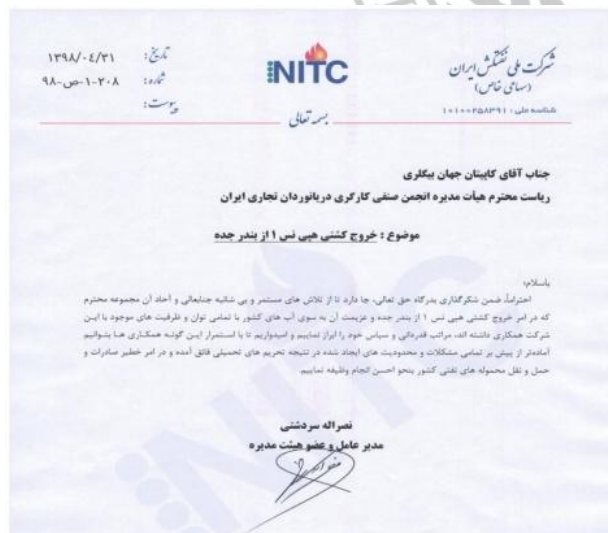 شرکت ملی نفتکش ایران
(سهامی خاص)
شناسه ملی : ۱۰۱۰۰۲۵۸۳۹۱
NITC
بسمه تعالی
تاریخ: ۱۳۹۸/۰۴/۳۱
شماره: ۹۸-ص-۱-۲۰۸
پیوست:
جناب آقای کاپیتان جهان بیگلری
ریاست محترم هیأت مدیره انجمن صنفی کارگری دریانوردان تجاری ایران
موضوع : خروج کشتی هپی نس ۱ از بندر جده
باسلام؛
احتراماً، ضمن شکرگذاری بدرگاه حق تعالی، جا دارد تا از تلاش های مستمر و بی شائبه جنابعالی و آحاد آن مجموعه محترم
که در امر خروج کشتی هپی نس ۱ از بندر جده و عزیمت آن به سوی آب های کشور با تمامی توان و ظرفیت های موجود با این
شرکت همکاری داشته اند، مراتب قدردانی و سپاس خود را ابراز نماییم و امیدواریم تا با استمرار این گونه همکاری ها بتوانیم
آماده‌تر از پیش بر تمامی مشکلات و محدودیت های ایجاد شده در نتیجه تحریم های تحمیلی فائق آمده و در امر خطیر صادرات و
حمل و نقل محموله های نفتی کشور بنحو احسن انجام وظیفه نماییم.
نصراله سردشتی
مدیر عامل و عضو هیئت مدیره
NITC